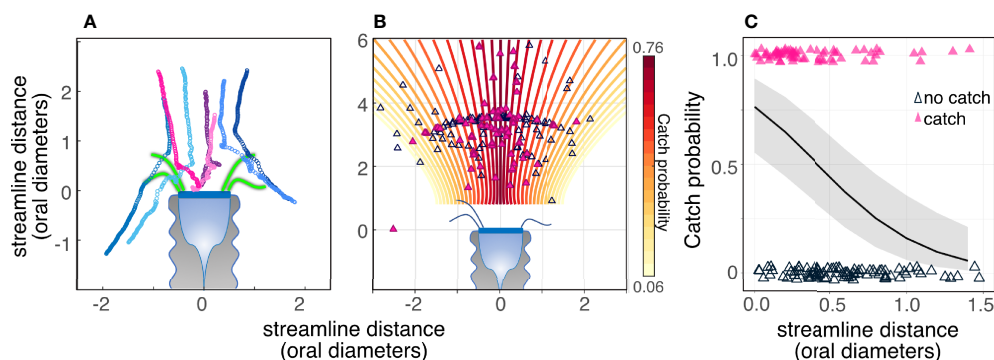 A
B
C
streamline distance
(oral diameters)
2
1
0
-1
-2
0
2
6
4
2
0
-2
0
2
0.76
Catch probability
0.06
streamline distance
(oral diameters)
Catch probability
1.0
0.5
0
no catch
catch
0.0
0.5
1.0
1.5
streamline distance
(oral diameters)